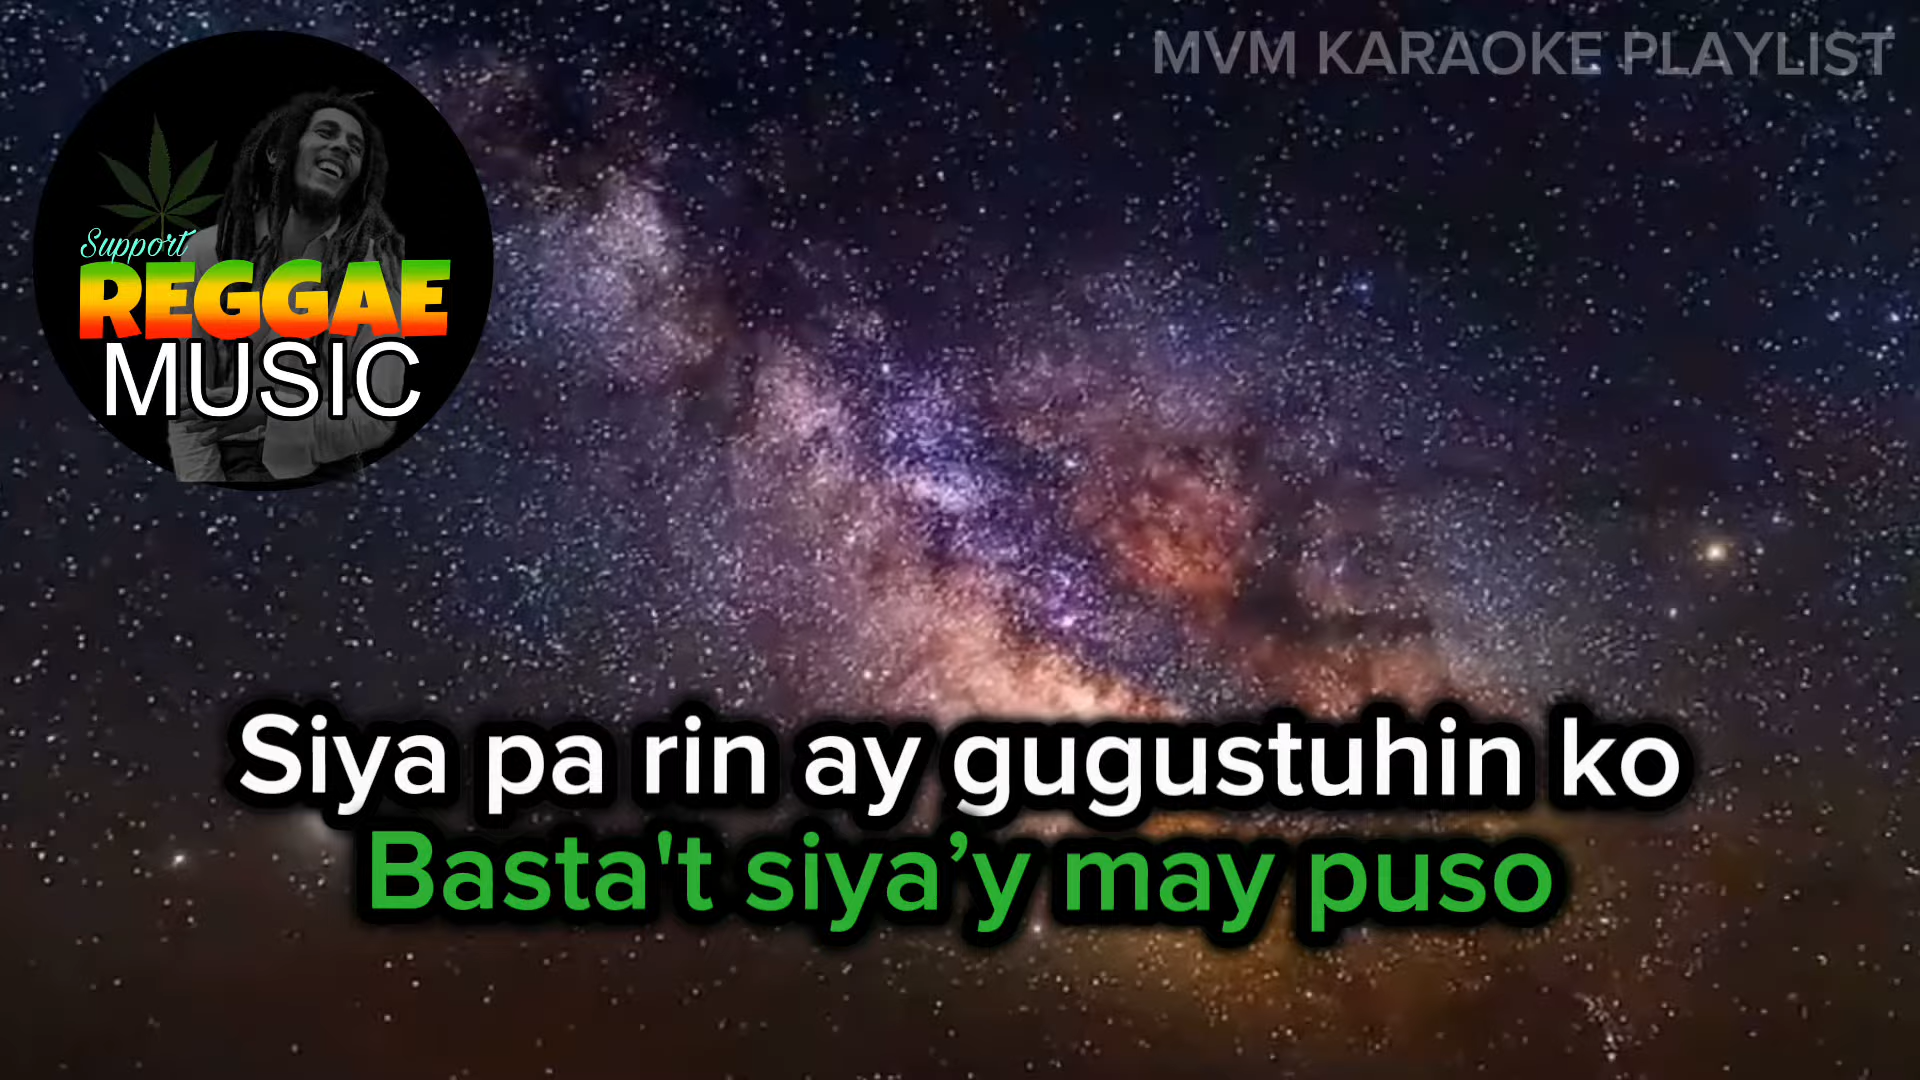 MVM KARAOKE PLAYLIST
Support
REGGAE
MUSIC
Siya pa rin ay gugustuhin ko
Basta't siya’y may puso